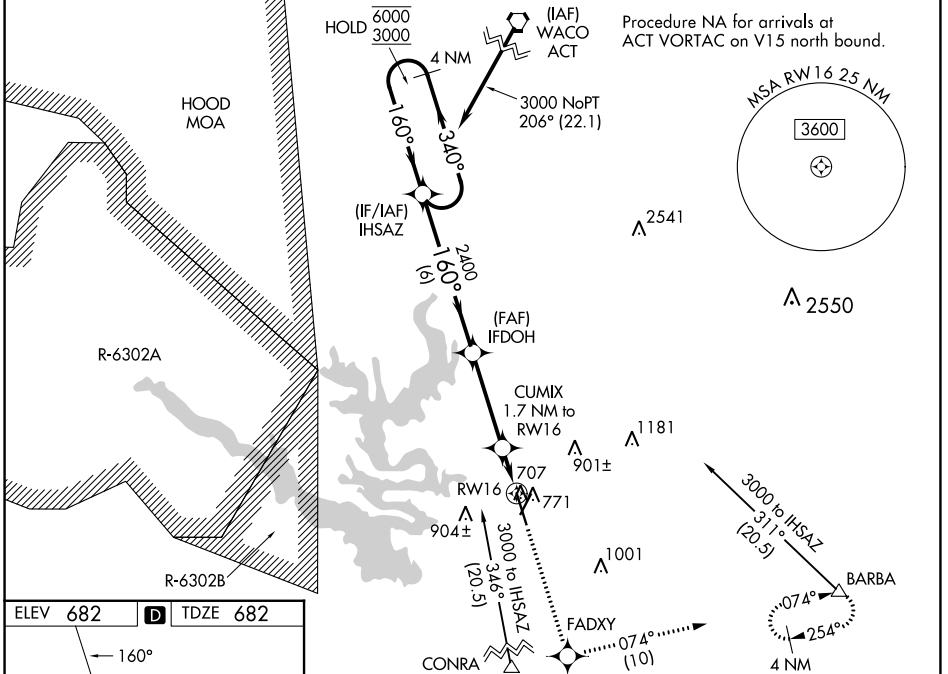 HOLD 6000
3000
4 NM
(IAF)
WACO
ACT
Procedure NA for arrivals at
ACT VORTAC on V15 north bound.
HOOD
MOA
160°
340°
3000 NoPT
206° (22.1)
MSA RW16 25 NM
3600
(IF/IAF)
IHSAZ
2541
2400
160°
(6)
2550
(FAF)
IFDOH
R-6302A
CUMIX
1.7 NM to
RW16
1181
901±
707
RW16
771
904±
3000 to IHSAZ
311°
(20.5)
3000 to IHSAZ
346°
(20.5)
1001
R-6302B
BARBA
074°
254°
4 NM
ELEV 682
D
TDZE 682
160°
FADXY
074°
(10)
CONRA